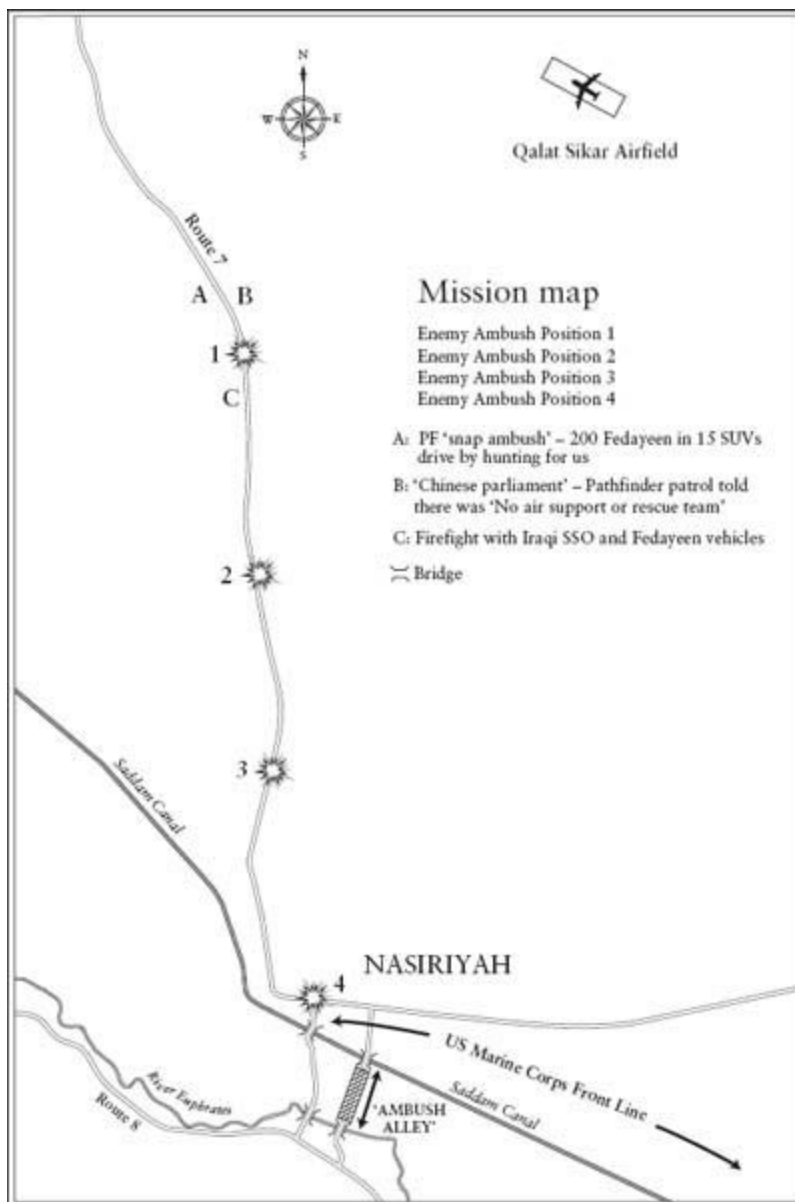 N
W E
S
Qalat Sikar Airfield
Route 7
A B
1
C
Mission map
Enemy Ambush Position 1
Enemy Ambush Position 2
Enemy Ambush Position 3
Enemy Ambush Position 4
A: PF ‘snap ambush’ – 200 Fedayeen in 15 SUVs
drive by hunting for us
B: ‘Chinese parliament’ – Pathfinder patrol told
there was ‘No air support or rescue team’
C: Firefight with Iraqi SSO and Fedayeen vehicles
Bridge
2
3
Saddam Canal
NASIRIYAH
4
US Marine Corps Front Line
Saddam Canal
River Euphrates
Route 8
‘AMBUSH
ALLEY’